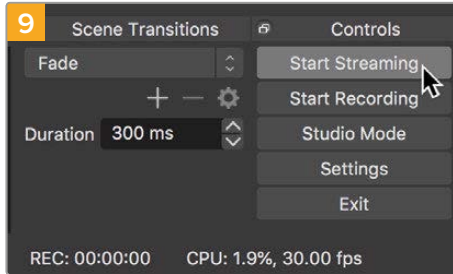 9
Scene Transitions
Controls
Fade
Start Streaming
Start Recording
Duration 300 ms
Studio Mode
Settings
Exit
REC: 00:00:00 CPU: 1.9%, 30.00 fps